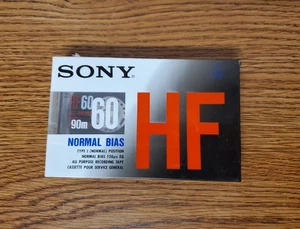 SONY
60
60
90m
HF
NORMAL BIAS
TYPE I (NORMAL) POSITION
NORMAL BIAS 120µs EQ
ALL PURPOSE RECORDING TAPE
CASSETTE POUR SERVICE GENERAL